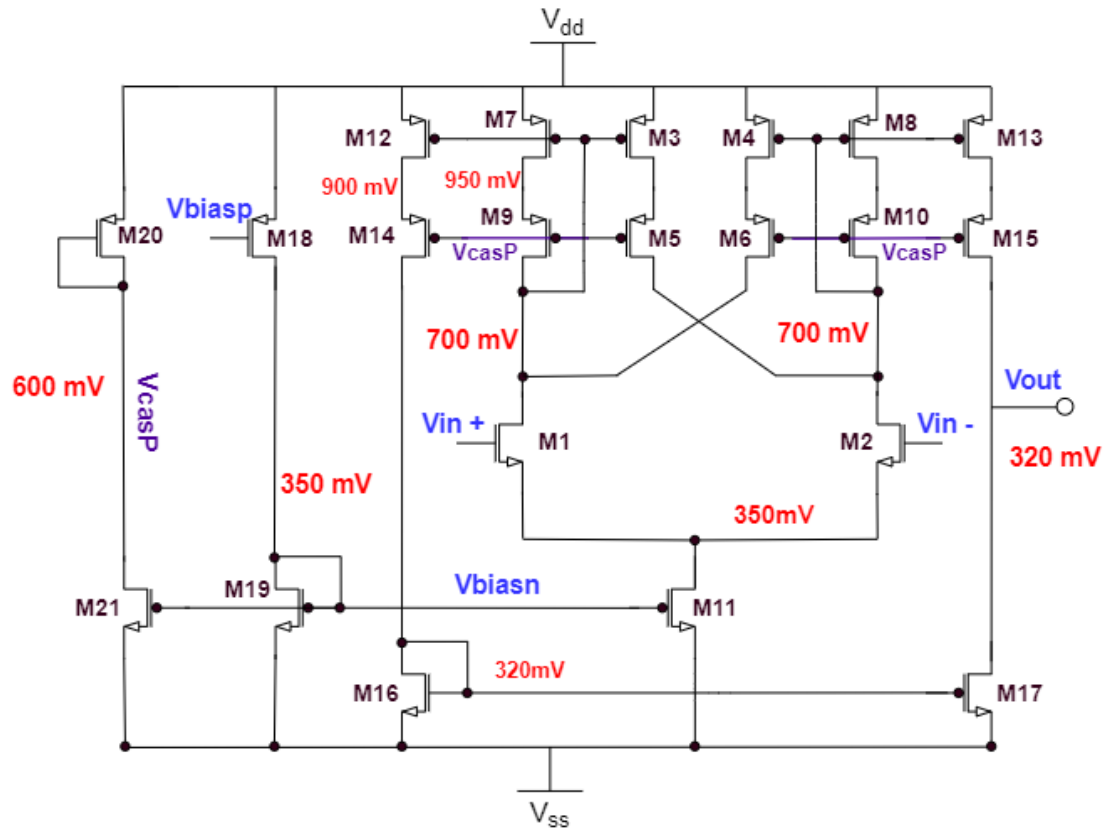 Vdd
M12
M7
M3
M4
M8
M13
900 mV
950 mV
Vbiasp
M20
M18
M14
M9
M5
M6
M10
M15
VcasP
VcasP
700 mV
700 mV
600 mV
VcasP
Vout
Vin +
M1
M2
Vin -
320 mV
350 mV
350mV
Vbiasn
M21
M19
M11
320mV
M16
M17
Vss